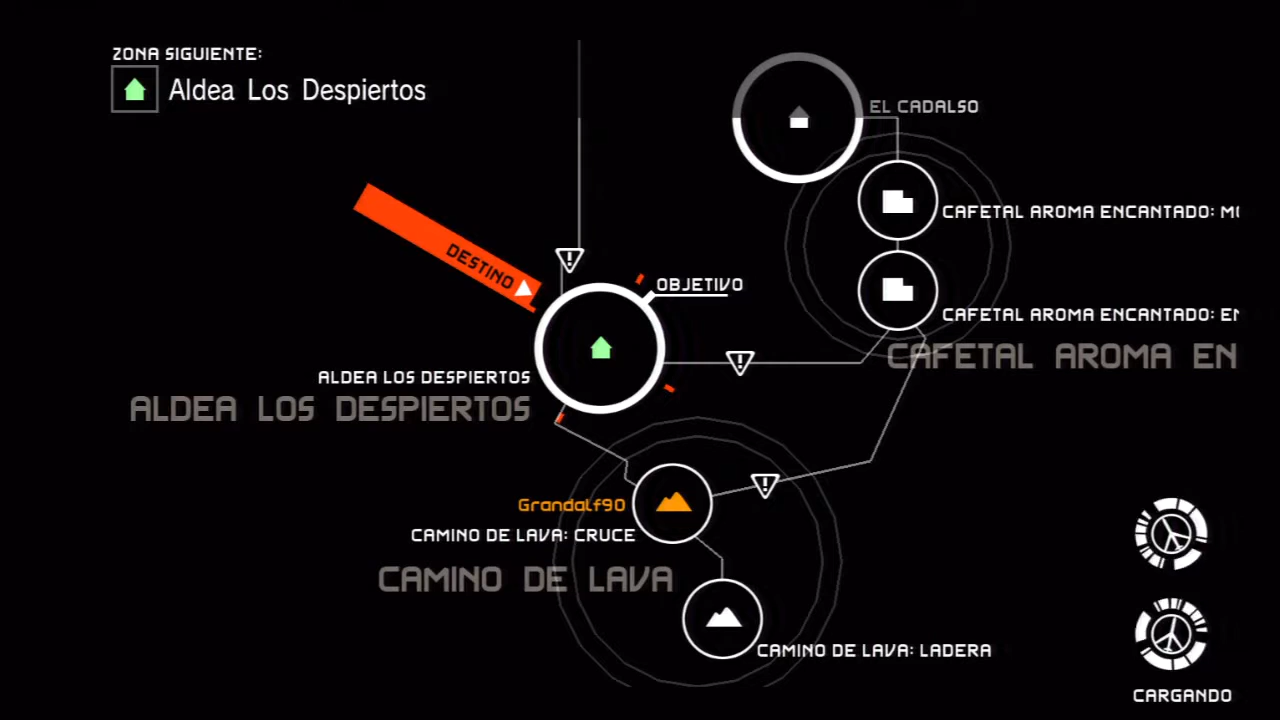 ZONA SIGUIENTE:
Aldea Los Despiertos
EL CADALSO
CAFETAL AROMA ENCANTADO: M
DESTINO
OBJETIVO
CAFETAL AROMA ENCANTADO: EN
CAFETAL AROMA EN
ALDEA LOS DESPIERTOS
ALDEA LOS DESPIERTOS
Grandalf90
CAMINO DE LAVA: CRUCE
CAMINO DE LAVA
CAMINO DE LAVA: LADERA
CARGANDO